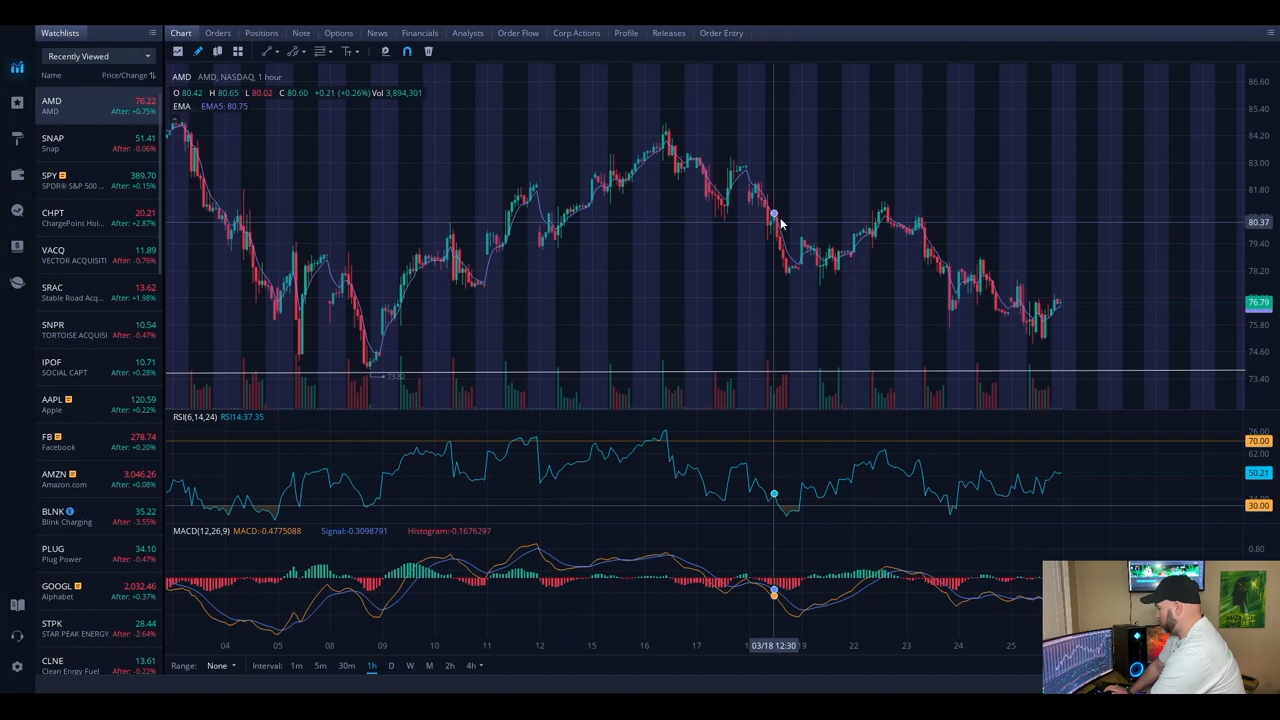 Watchlists
Chart Orders Positions Note Options News Financials Analysts Order Flow Corp Actions Profile Releases Order Entry
Recently Viewed
Name Price/Change
AMD 76.22
AMD After: +0.75%
SNAP 51.41
Snap After: -0.06%
SPY 389.70
SPDR® S&P 500 ... After: +0.15%
CHPT 20.21
ChargePoint Hol... After: +2.87%
VACQ 11.89
VECTOR ACQUISITI After: -0.76%
SRAC 13.62
Stable Road Acq... After: +1.98%
SNPR 10.54
TORTOISE ACQUISI After: -0.47%
IPOF 10.71
SOCIAL CAPT After: +0.28%
AAPL 120.59
Apple After: +0.22%
FB 278.74
Facebook After: +0.20%
AMZN 3,046.26
Amazon.com After: +0.08%
BLNK 35.22
Blink Charging After: -3.55%
PLUG 34.10
Plug Power After: -0.47%
GOOGL 2,032.46
Alphabet After: +0.37%
STPK 28.44
STAR PEAK ENERGY After: -2.64%
CLNE 13.61
Clean Enrgy Fuel After: -0.22%
AMD AMD, NASDAQ, 1 hour
O 80.42 H 80.65 L 80.02 C 80.60 +0.21 (+0.26%) Vol 3,894,301
EMA EMA5: 80.75
86.60
85.40
84.20
83.00
81.80
80.37
79.40
78.20
76.79
75.80
74.60
73.40
73.82
RSI(6,14,24) RSI14:37.35
76.00
70.00
62.00
50.21
30.00
MACD(12,26,9) MACD:-0.4775088 Signal:-0.3098791 Histogram:-0.1676297
0.80
04 05 08 09 10 11 12 15 16 17 03/18 12:30 19 22 23 24 25
Range: None Interval: 1m 5m 30m 1h D W M 2h 4h